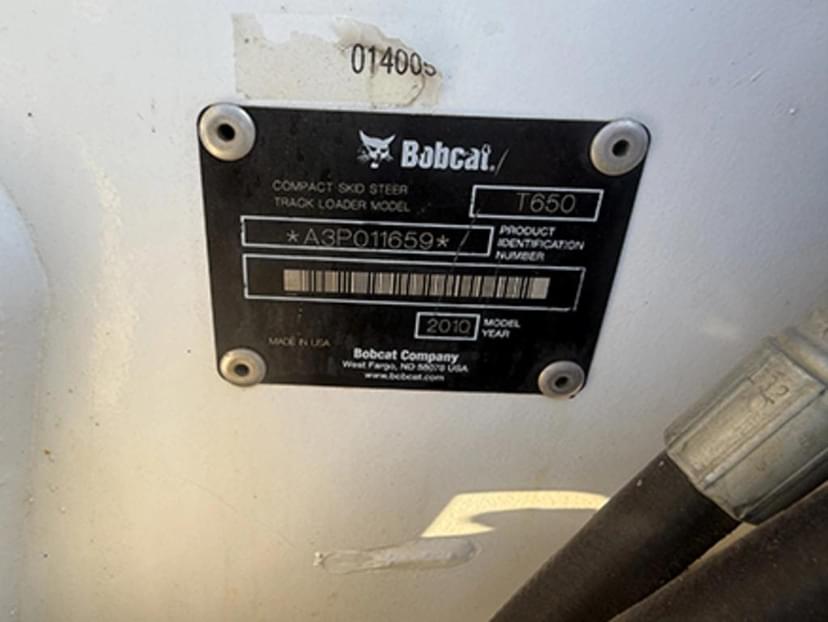 014005
Bobcat.
COMPACT SKID STEER
TRACK LOADER MODEL
T650
*A3P011659*
PRODUCT
IDENTIFICATION
NUMBER
2010
MODEL
YEAR
MADE IN USA
Bobcat Company
West Fargo, ND 58078 USA
www.bobcat.com